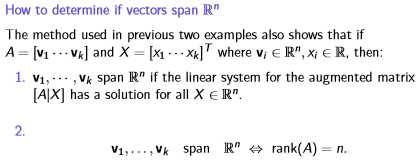 How to determine if vectors span ℝⁿ
The method used in previous two examples also shows that if
A = [v₁ ⋯ vₖ] and X = [x₁ ⋯ xₖ]ᵀ where vᵢ ∈ ℝⁿ, xᵢ ∈ ℝ, then:
1. v₁, ⋯ , vₖ span ℝⁿ if the linear system for the augmented matrix
[A|X] has a solution for all X ∈ ℝⁿ.
2.
v₁, . . . , vₖ span ℝⁿ ⇔ rank(A) = n.